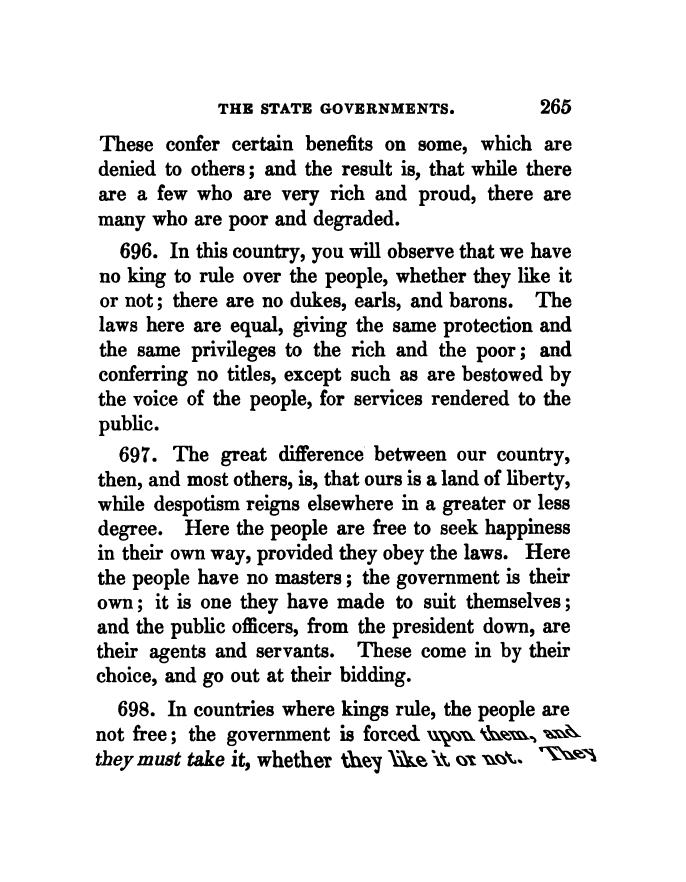 THE STATE GOVERNMENTS. 265
These confer certain benefits on some, which are
denied to others; and the result is, that while there
are a few who are very rich and proud, there are
many who are poor and degraded.
696. In this country, you will observe that we have
no king to rule over the people, whether they like it
or not; there are no dukes, earls, and barons. The
laws here are equal, giving the same protection and
the same privileges to the rich and the poor; and
conferring no titles, except such as are bestowed by
the voice of the people, for services rendered to the
public.
697. The great difference between our country,
then, and most others, is, that ours is a land of liberty,
while despotism reigns elsewhere in a greater or less
degree. Here the people are free to seek happiness
in their own way, provided they obey the laws. Here
the people have no masters; the government is their
own; it is one they have made to suit themselves;
and the public officers, from the president down, are
their agents and servants. These come in by their
choice, and go out at their bidding.
698. In countries where kings rule, the people are
not free; the government is forced upon them, and
they must take it, whether they like it or not. They